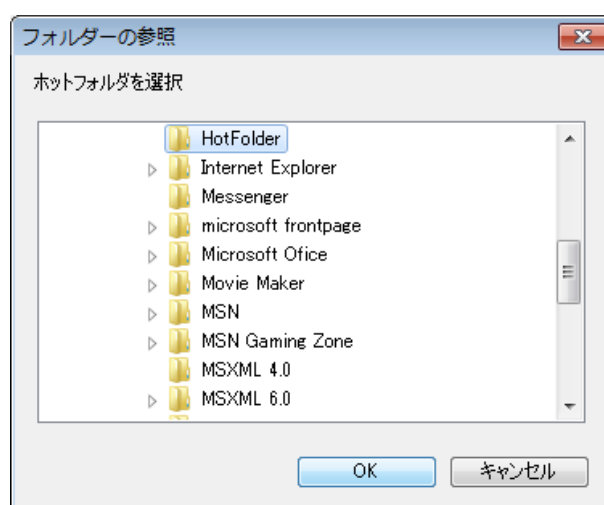 フォルダーの参照
ホットフォルダを選択
HotFolder
Internet Explorer
Messenger
microsoft frontpage
Microsoft Ofice
Movie Maker
MSN
MSN Gaming Zone
MSXML 4.0
MSXML 6.0
OK キャンセル